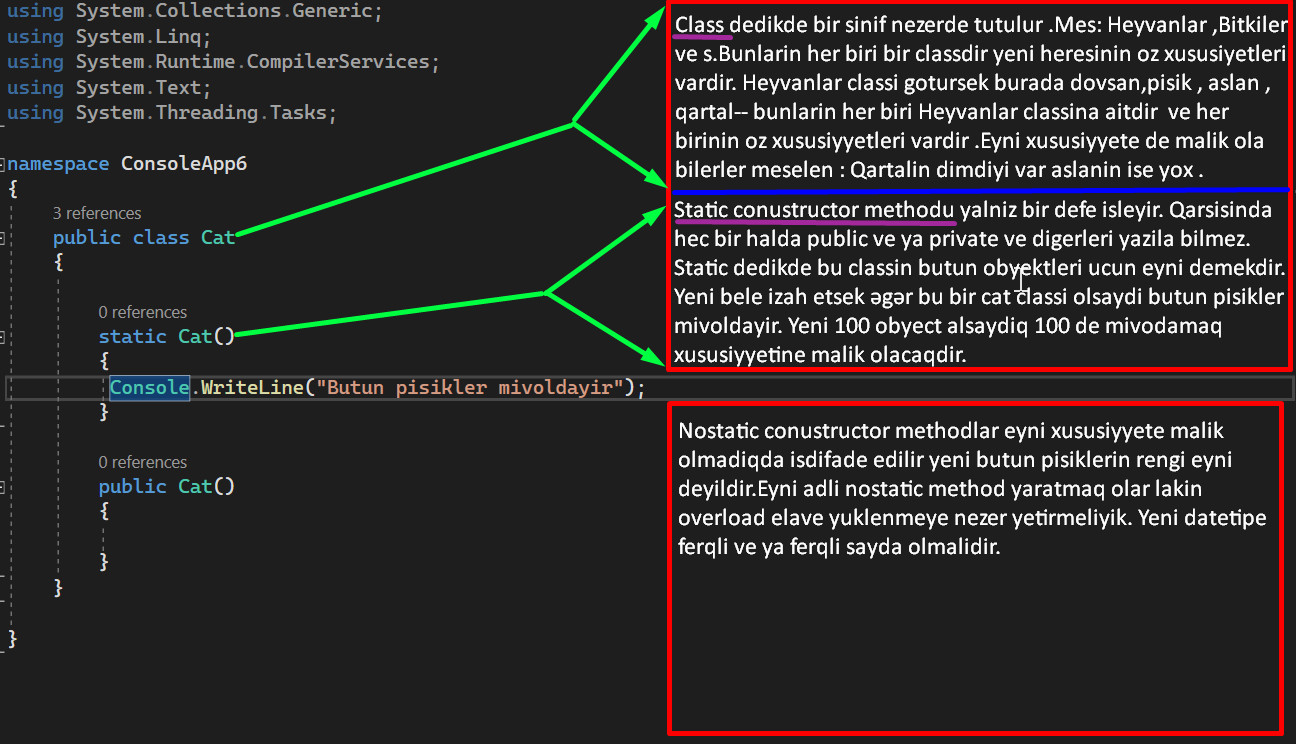 using System.Collections.Generic;
using System.Linq;
using System.Runtime.CompilerServices;
using System.Text;
using System.Threading.Tasks;
namespace ConsoleApp6
{
3 references
public class Cat
{
0 references
static Cat()
{
Console.WriteLine("Butun pisikler mivoldayir");
}
0 references
public Cat()
{
}
}
}
Class dedikde bir sinif nezerde tutulur .Mes: Heyvanlar ,Bitkiler
ve s.Bunlarin her biri bir classdir yeni heresinin oz xususiyetleri
vardir. Heyvanlar classi gotursek burada dovsan,pisik , aslan ,
qartal-- bunlarin her biri Heyvanlar classina aitdir ve her
birinin oz xususiyyetleri vardir .Eyni xususiyyete de malik ola
bilerler meselen : Qartalin dimdiyi var aslanin ise yox .
Static conustructor methodu yalniz bir defe isleyir. Qarsisinda
hec bir halda public ve ya private ve digerleri yazila bilmez.
Static dedikde bu classin butun obyektleri ucun eyni demekdir.
Yeni bele izah etsek əgər bu bir cat classi olsaydi butun pisikler
mivoldayir. Yeni 100 obyect alsaydiq 100 de mivodamaq
xususiyyetine malik olacaqdir.
Nostatic conustructor methodlar eyni xususiyyete malik
olmadiqda isdifade edilir yeni butun pisiklerin rengi eyni
deyildir.Eyni adli nostatic method yaratmaq olar lakin
overload elave yuklenmeye nezer yetirmeliyik. Yeni datetipe
ferqli ve ya ferqli sayda olmalidir.